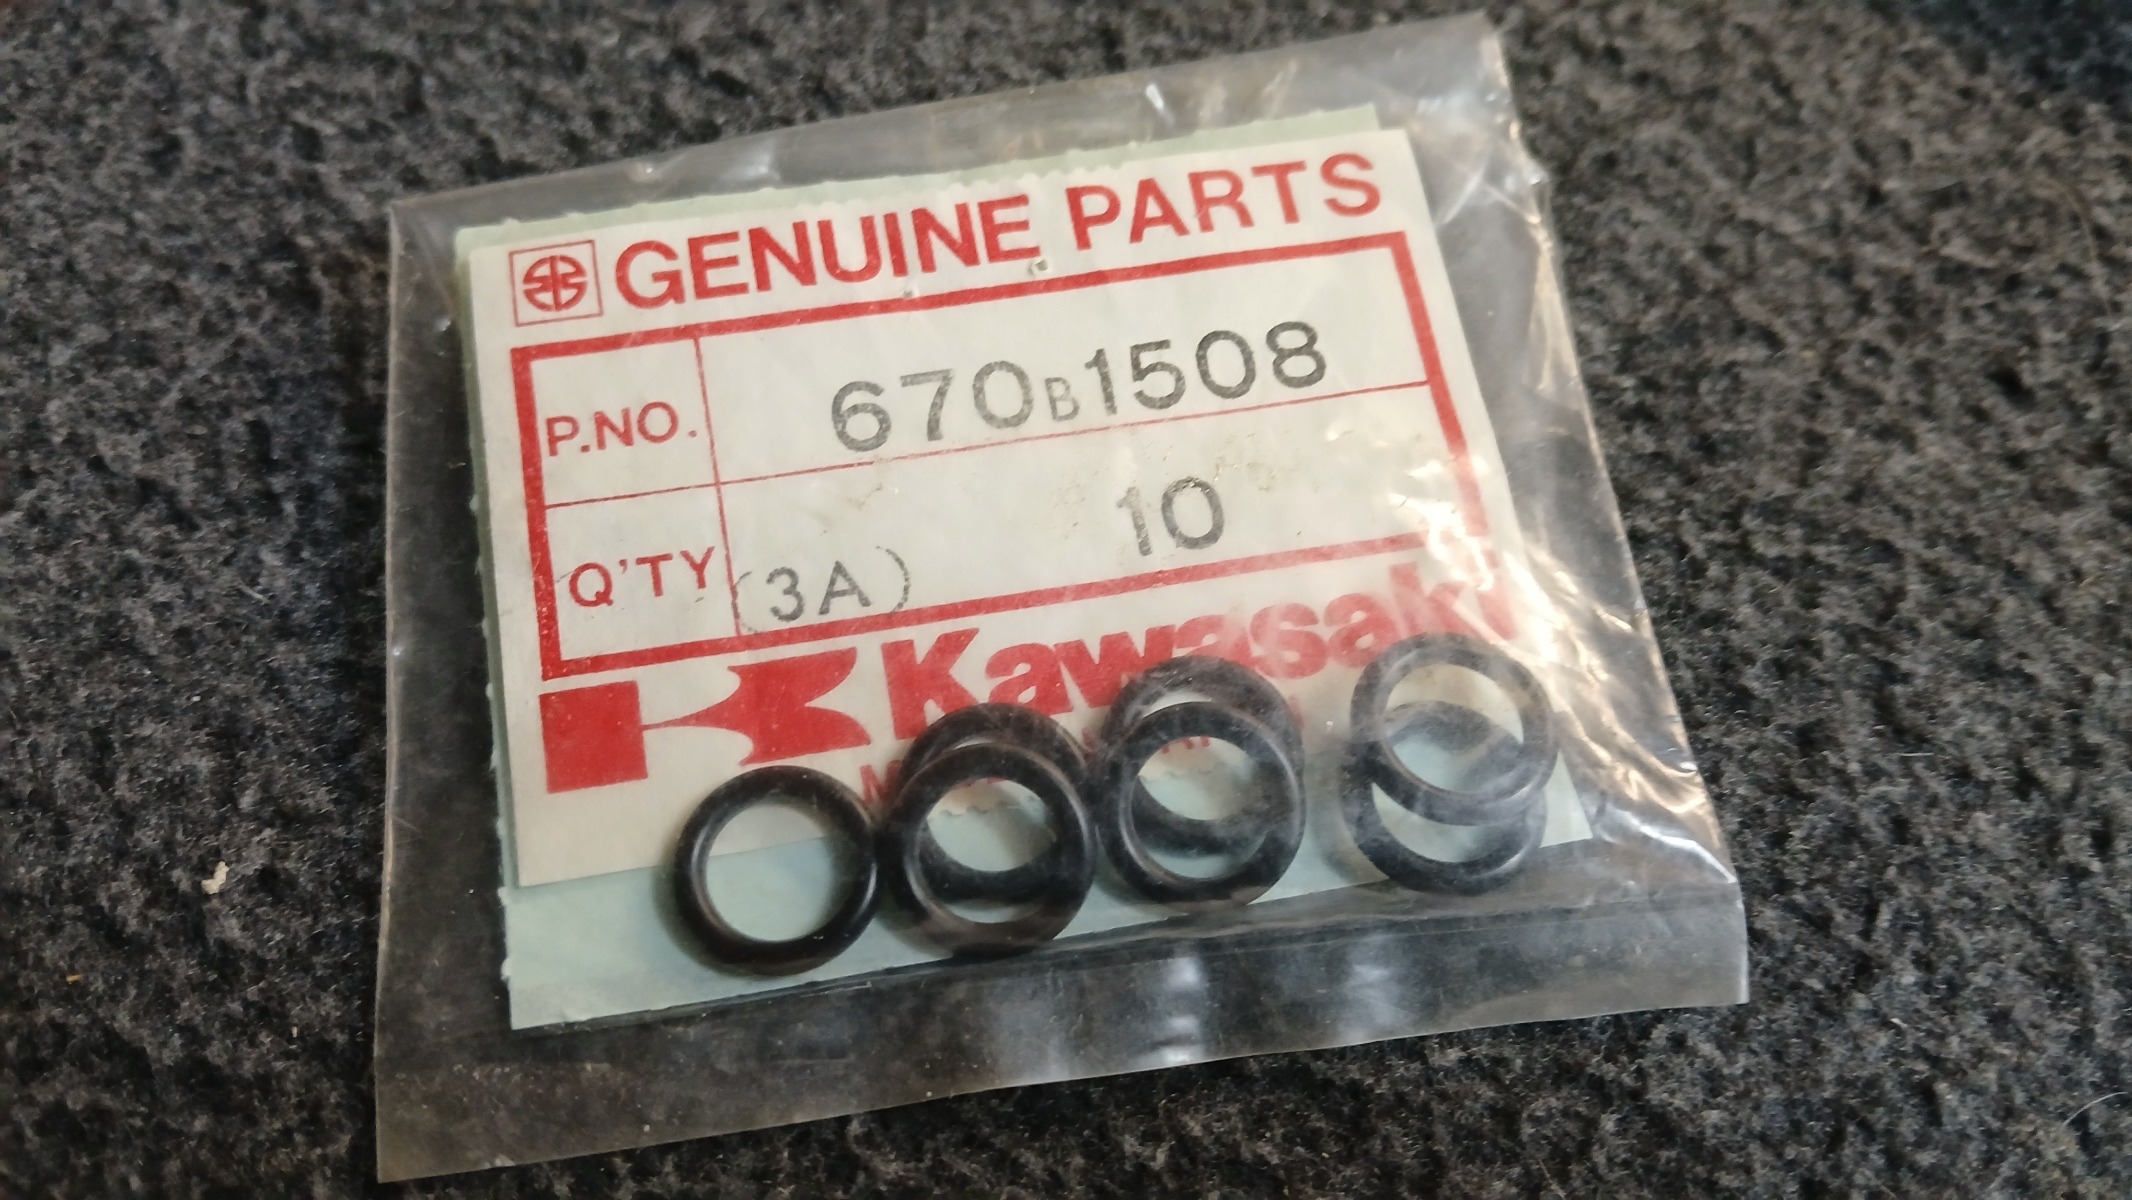 GENUINE PARTS
P.NO. 670B1508
Q'TY (3A) 10
Kawasaki